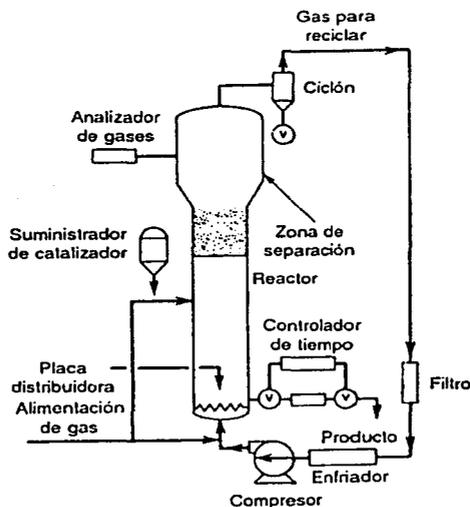 Gas para
reciclar
Ciclón
V
Analizador
de gases
Zona de
separación
Suministrador
de catalizador
Reactor
Controlador
de tiempo
Placa
distribuidora
Alimentación
de gas
V
V
Filtro
Producto
Enfriador
Compresor